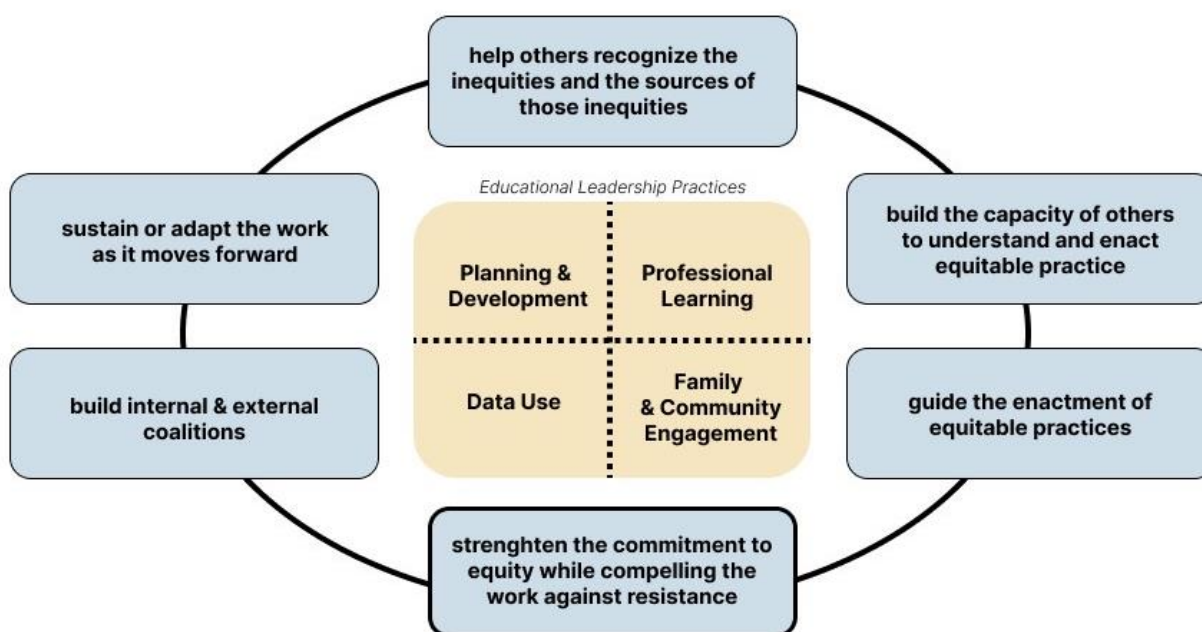 help others recognize the
inequities and the sources of
those inequities
sustain or adapt the work
as it moves forward
Educational Leadership Practices
build the capacity of others
to understand and enact
equitable practice
Planning &
Development
Professional
Learning
build internal & external
coalitions
Data Use
Family
& Community
Engagement
guide the enactment of
equitable practices
strenghten the commitment to
equity while compelling the
work against resistance